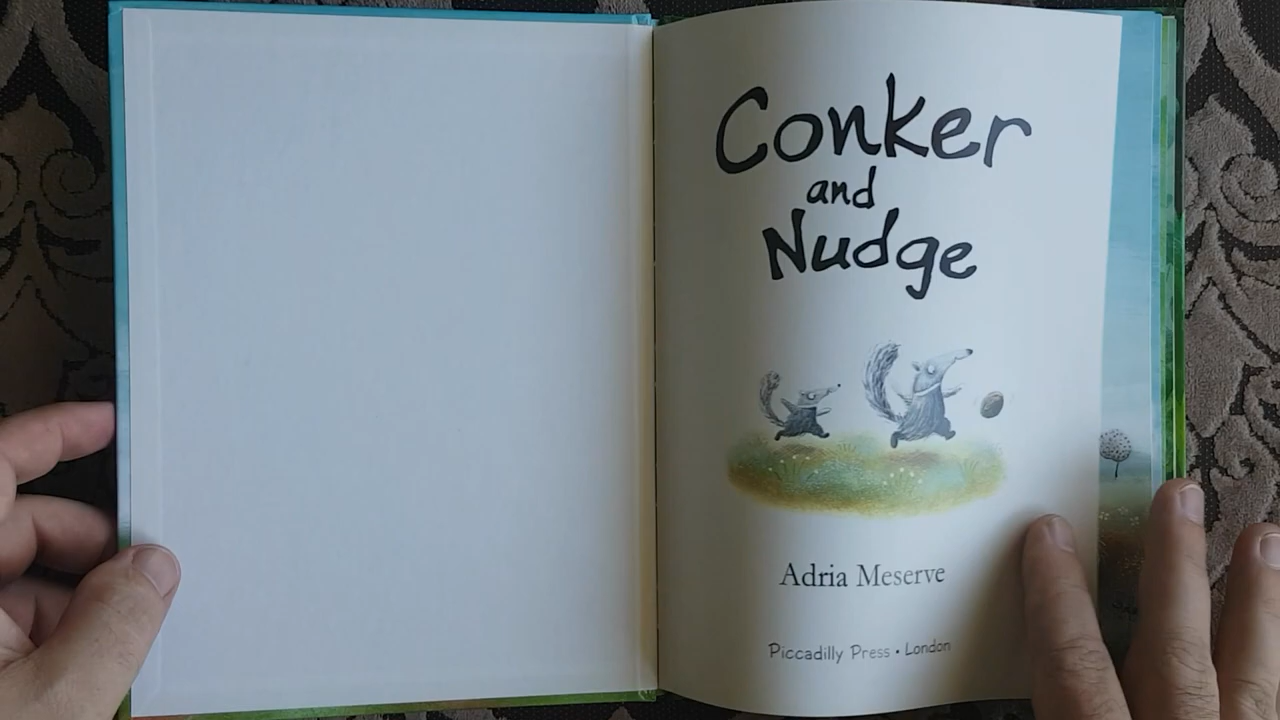 Conker
and
Nudge
Adria Meserve
Piccadilly Press • London